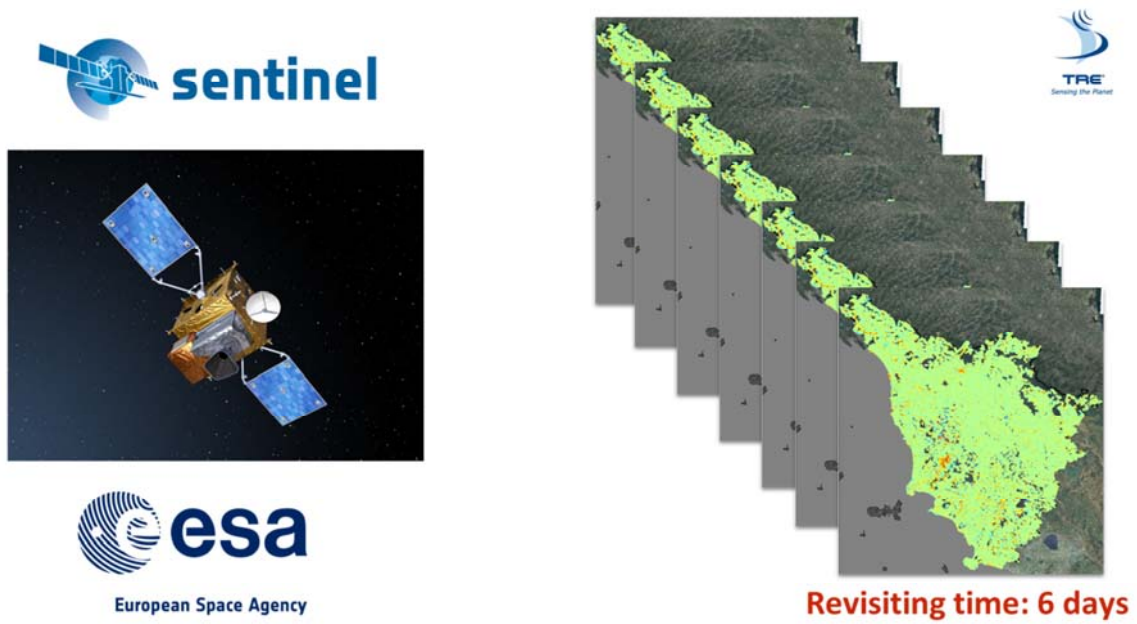 sentinel
TRE
Sensing the Planet
esa
European Space Agency
Revisiting time: 6 days